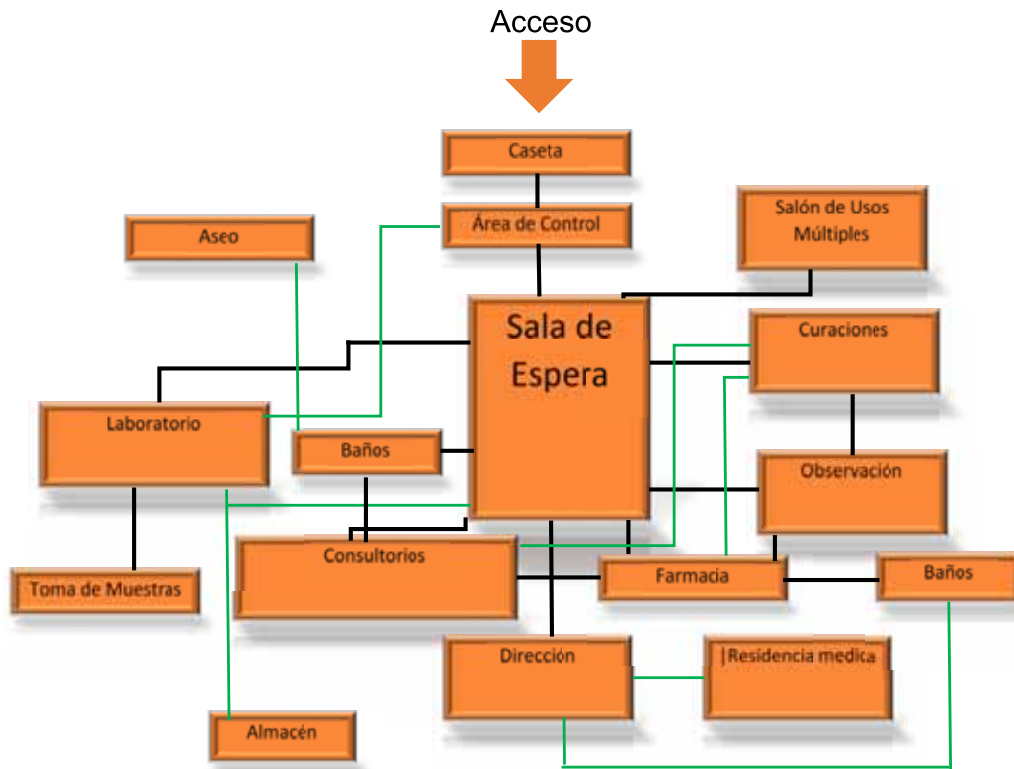 Acceso
Caseta
Área de Control
Salón de Usos
Múltiples
Aseo
Sala de
Espera
Curaciones
Laboratorio
Baños
Observación
Consultorios
Farmacia
Baños
Toma de Muestras
Dirección
|Residencia medica
Almacén